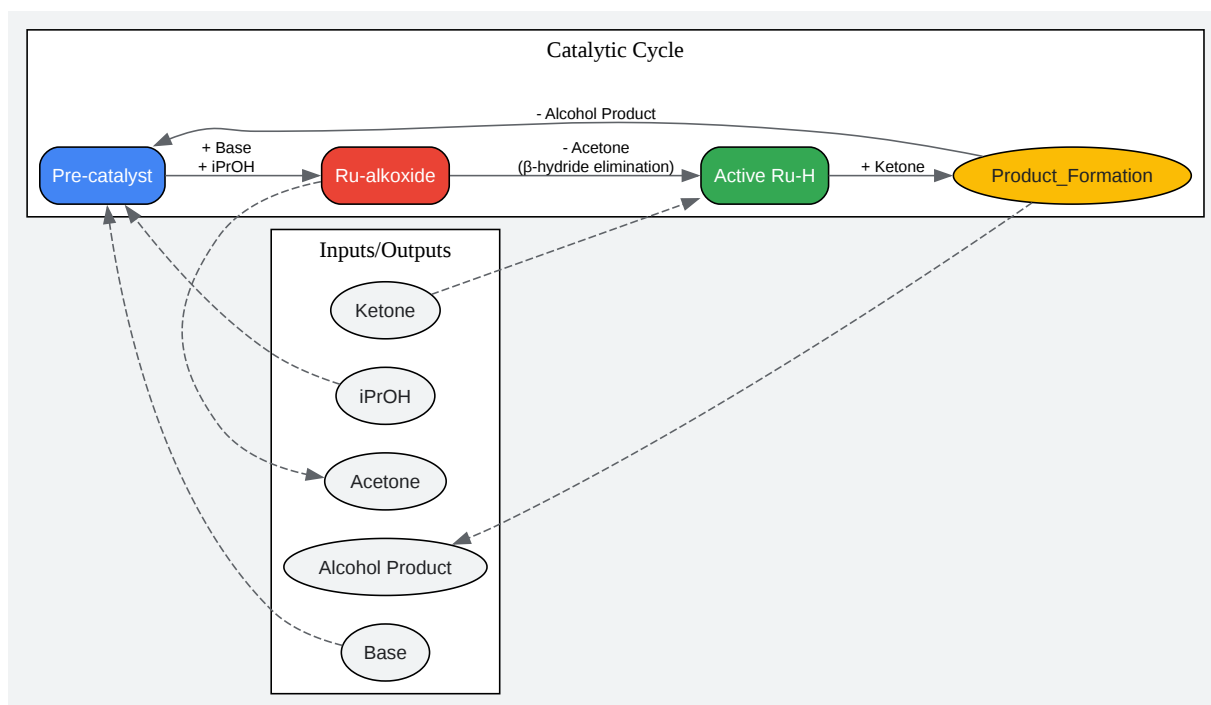 Catalytic Cycle
- Alcohol Product
+ Base
+ iPrOH
- Acetone
(β-hydride elimination)
+ Ketone
Pre-catalyst
Ru-alkoxide
Active Ru-H
Product_Formation
Inputs/Outputs
Ketone
iPrOH
Acetone
Alcohol Product
Base